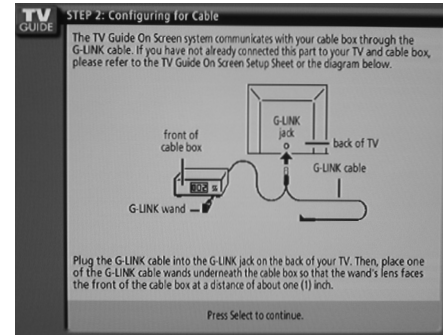 TV
GUIDE
STEP 2: Configuring for Cable
The TV Guide On Screen system communicates with your cable box through the
G-LINK cable. If you have not already connected this part to your TV and cable box,
please refer to the TV Guide On Screen Setup Sheet or the diagram below.
G-LINK
jack
front of
cable box
back of TV
G-LINK cable
G-LINK wand
Plug the G-LINK cable into the G-LINK jack on the back of your TV. Then, place one
of the G-LINK cable wands underneath the cable box so that the wand's lens faces
the front of the cable box at a distance of about one (1) inch.
Press Select to continue.